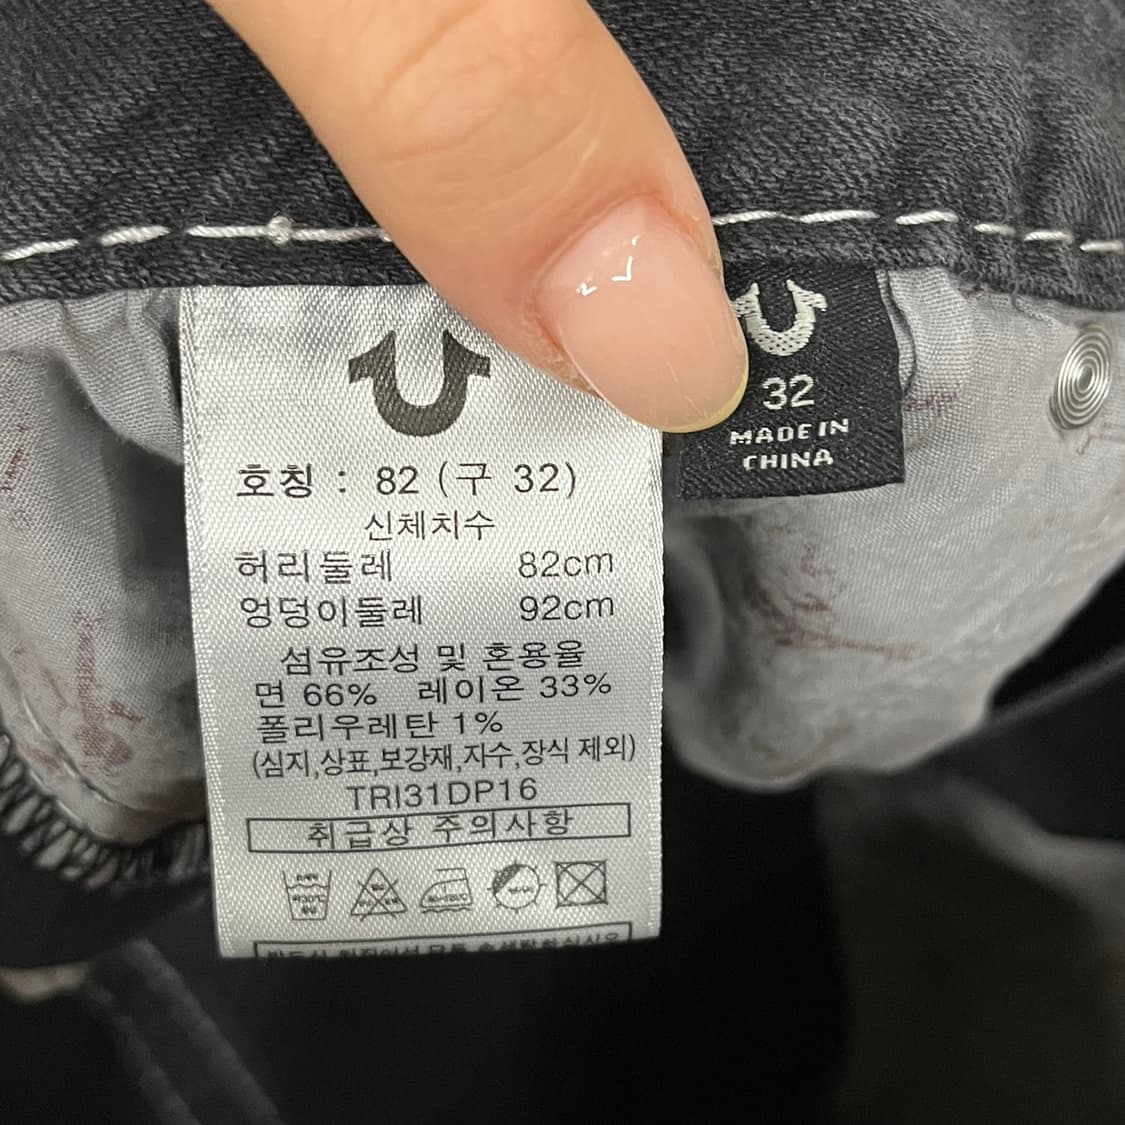 호칭 : 82 (구 32)
신체치수
허리둘레 82cm
엉덩이둘레 92cm
섬유조성 및 혼용율
면 66% 레이온 33%
폴리우레탄 1%
(심지,상표,보강재,자수,장식 제외)
TRI31DP16
취급상 주의사항
32
MADE IN
CHINA